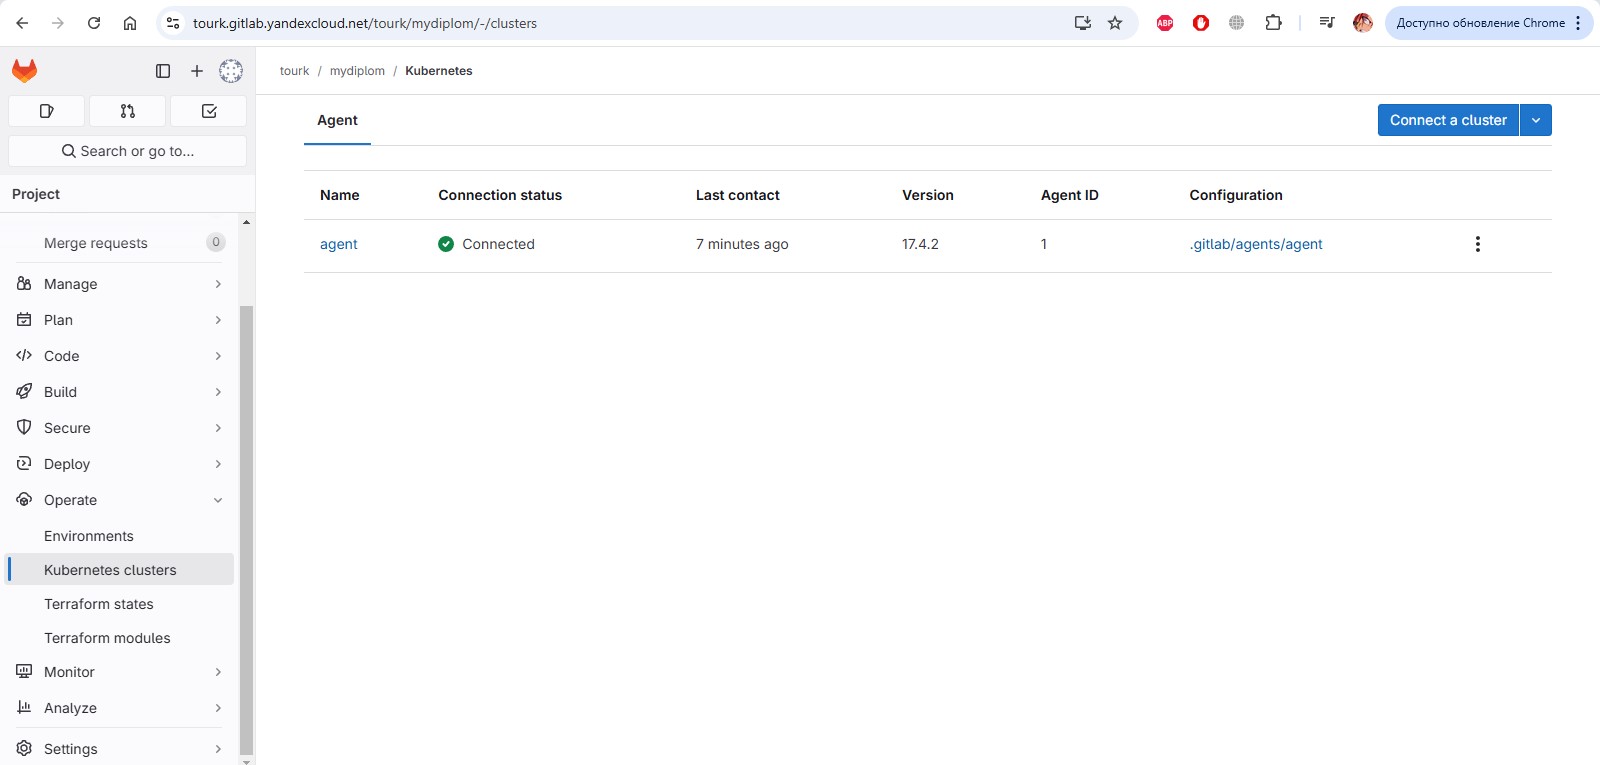 tourk.gitlab.yandexcloud.net/tourk/mydiplom/-/clusters
ABP
Доступно обновление Chrome
tourk / mydiplom / Kubernetes
Search or go to...
Project
Merge requests 0
Manage
Plan
Code
Build
Secure
Deploy
Operate
Environments
Kubernetes clusters
Terraform states
Terraform modules
Monitor
Analyze
Settings
Agent
Connect a cluster
Name Connection status Last contact Version Agent ID Configuration
agent Connected 7 minutes ago 17.4.2 1 .gitlab/agents/agent